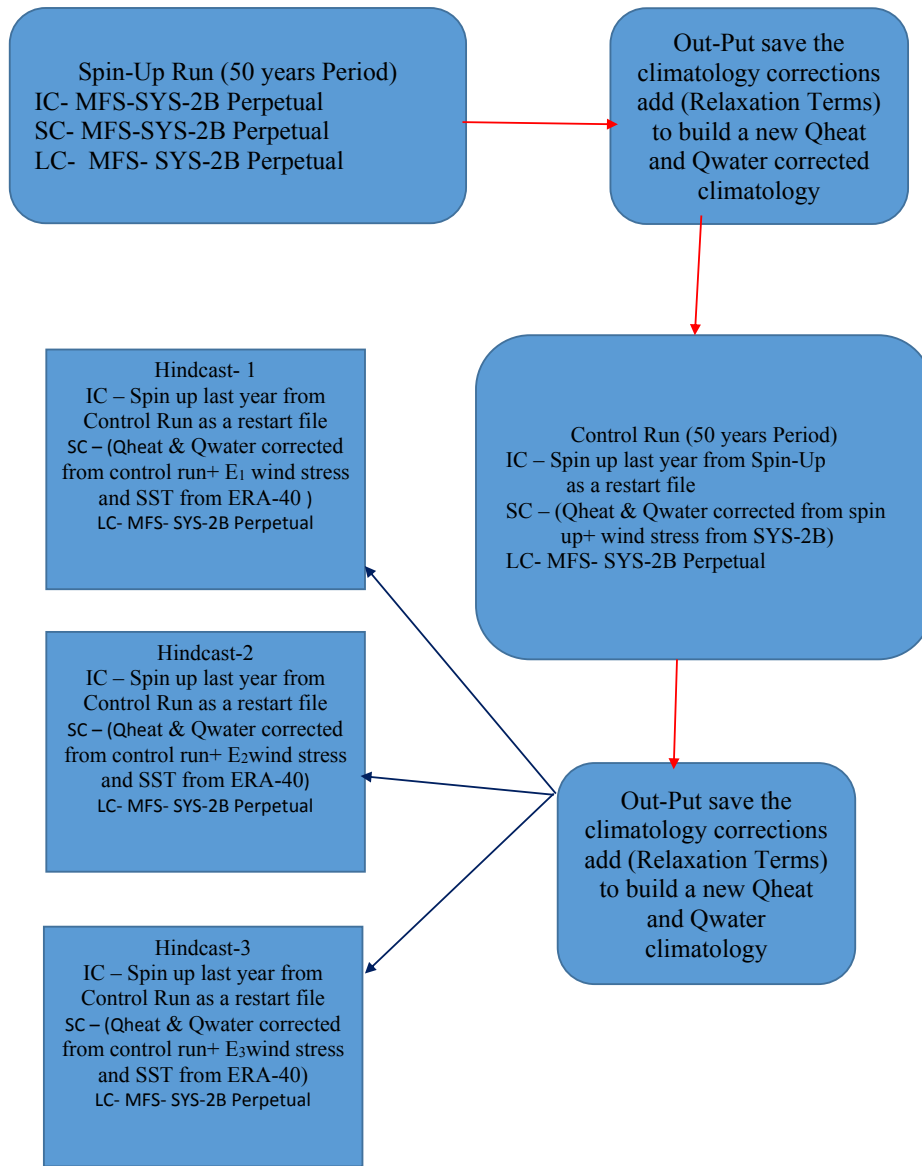 Spin-Up Run (50 years Period)
IC- MFS-SYS-2B Perpetual
SC- MFS-SYS-2B Perpetual
LC- MFS- SYS-2B Perpetual
Out-Put save the
climatology corrections
add (Relaxation Terms)
to build a new Qheat
and Qwater corrected
climatology
Control Run (50 years Period)
IC – Spin up last year from Spin-Up
as a restart file
SC – (Qheat & Qwater corrected from spin
up+ wind stress from SYS-2B)
LC- MFS- SYS-2B Perpetual
Out-Put save the
climatology corrections
add (Relaxation Terms)
to build a new Qheat
and Qwater
climatology
Hindcast- 1
IC – Spin up last year from
Control Run as a restart file
SC – (Qheat & Qwater corrected
from control run+ E₁ wind stress
and SST from ERA-40 )
LC- MFS- SYS-2B Perpetual
Hindcast-2
IC – Spin up last year from
Control Run as a restart file
SC – (Qheat & Qwater corrected
from control run+ E₂wind stress
and SST from ERA-40)
LC- MFS- SYS-2B Perpetual
Hindcast-3
IC – Spin up last year from
Control Run as a restart file
SC – (Qheat & Qwater corrected
from control run+ E₃wind stress
and SST from ERA-40)
LC- MFS- SYS-2B Perpetual